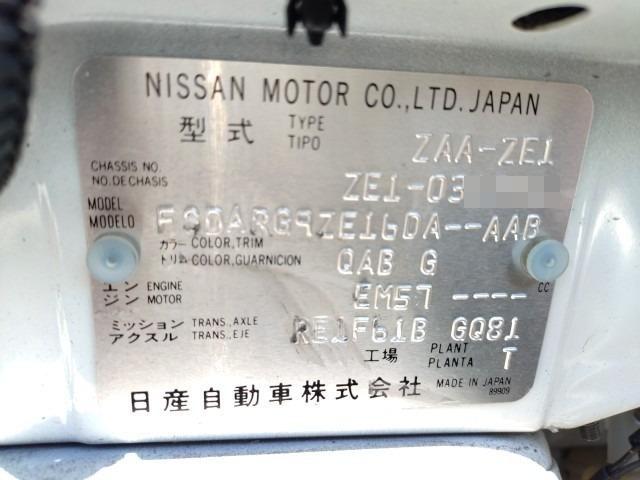 NISSAN MOTOR CO.,LTD. JAPAN
型式 TYPE TIPO ZAA-ZE1
CHASSIS NO. NO.DE CHASIS ZE1-03
MODEL MODELO FSDARG9ZE16DA--AAB
カラー COLOR,TRIM
トリム COLOR,GUARNICION QAB G
エンジン ENGINE MOTOR EM57 ---- CC
ミッション TRANS.,AXLE
アクスル TRANS.,EJE RE1F61B GQ81
工場 PLANT PLANTA T
日産自動車株式会社 MADE IN JAPAN
89909